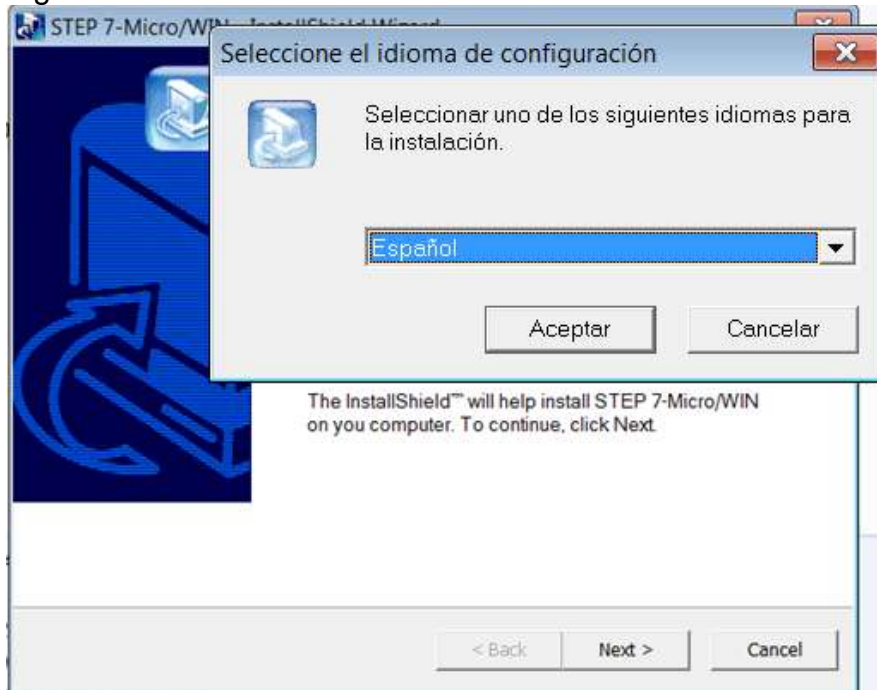 STEP 7-Micro/WIN - InstallShield Wizard
Seleccione el idioma de configuración
Seleccionar uno de los siguientes idiomas para
la instalación.
Español
Aceptar Cancelar
The InstallShield™ will help install STEP 7-Micro/WIN
on you computer. To continue, click Next.
< Back Next > Cancel